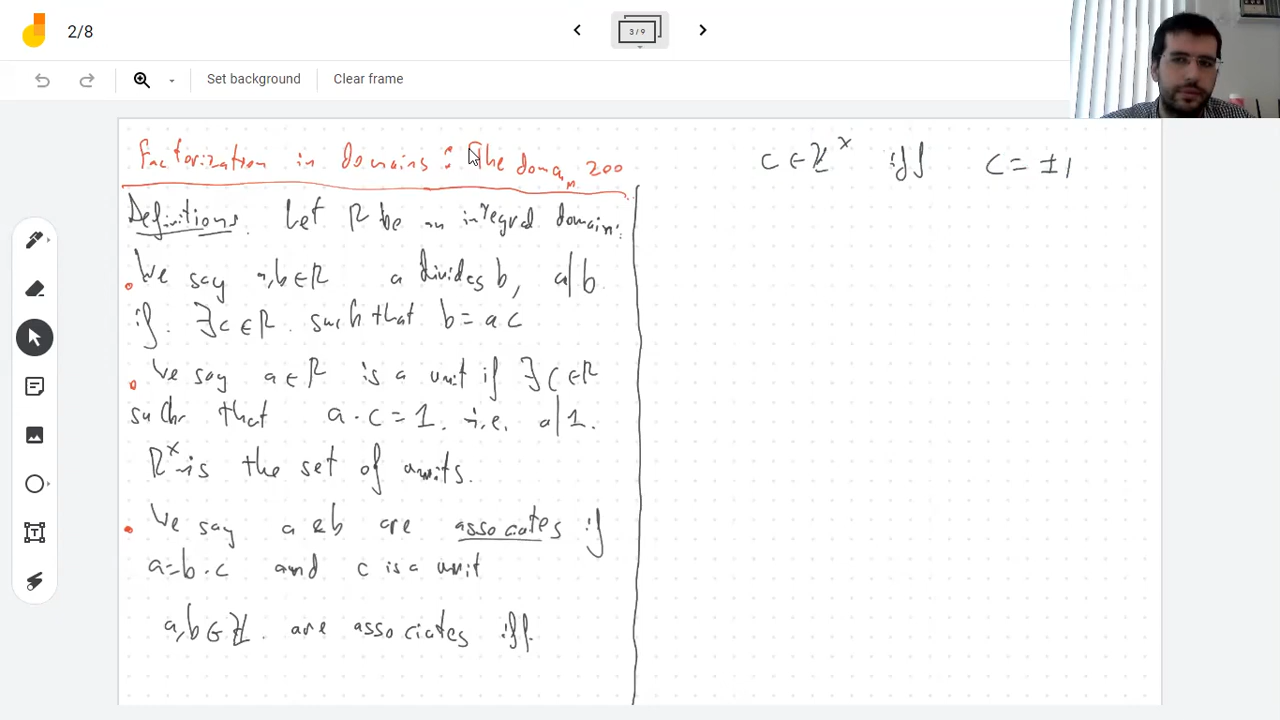 2/8
3 / 9
Set background
Clear frame
Factorization in domains : The domain zoo
Definitions. Let R be an integral domain:
We say a,b ∈ R a divides b, a|b.
if. ∃c ∈ R. such that b = a c
We say a ∈ R is a unit if ∃ c ∈ R
such that a · c = 1. i.e. a|1.
R^× is the set of units.
We say a & b are associates if
a = b · c and c is a unit
a,b ∈ ℤ. are associates iff.
c ∈ ℤ^× iff c = ±1